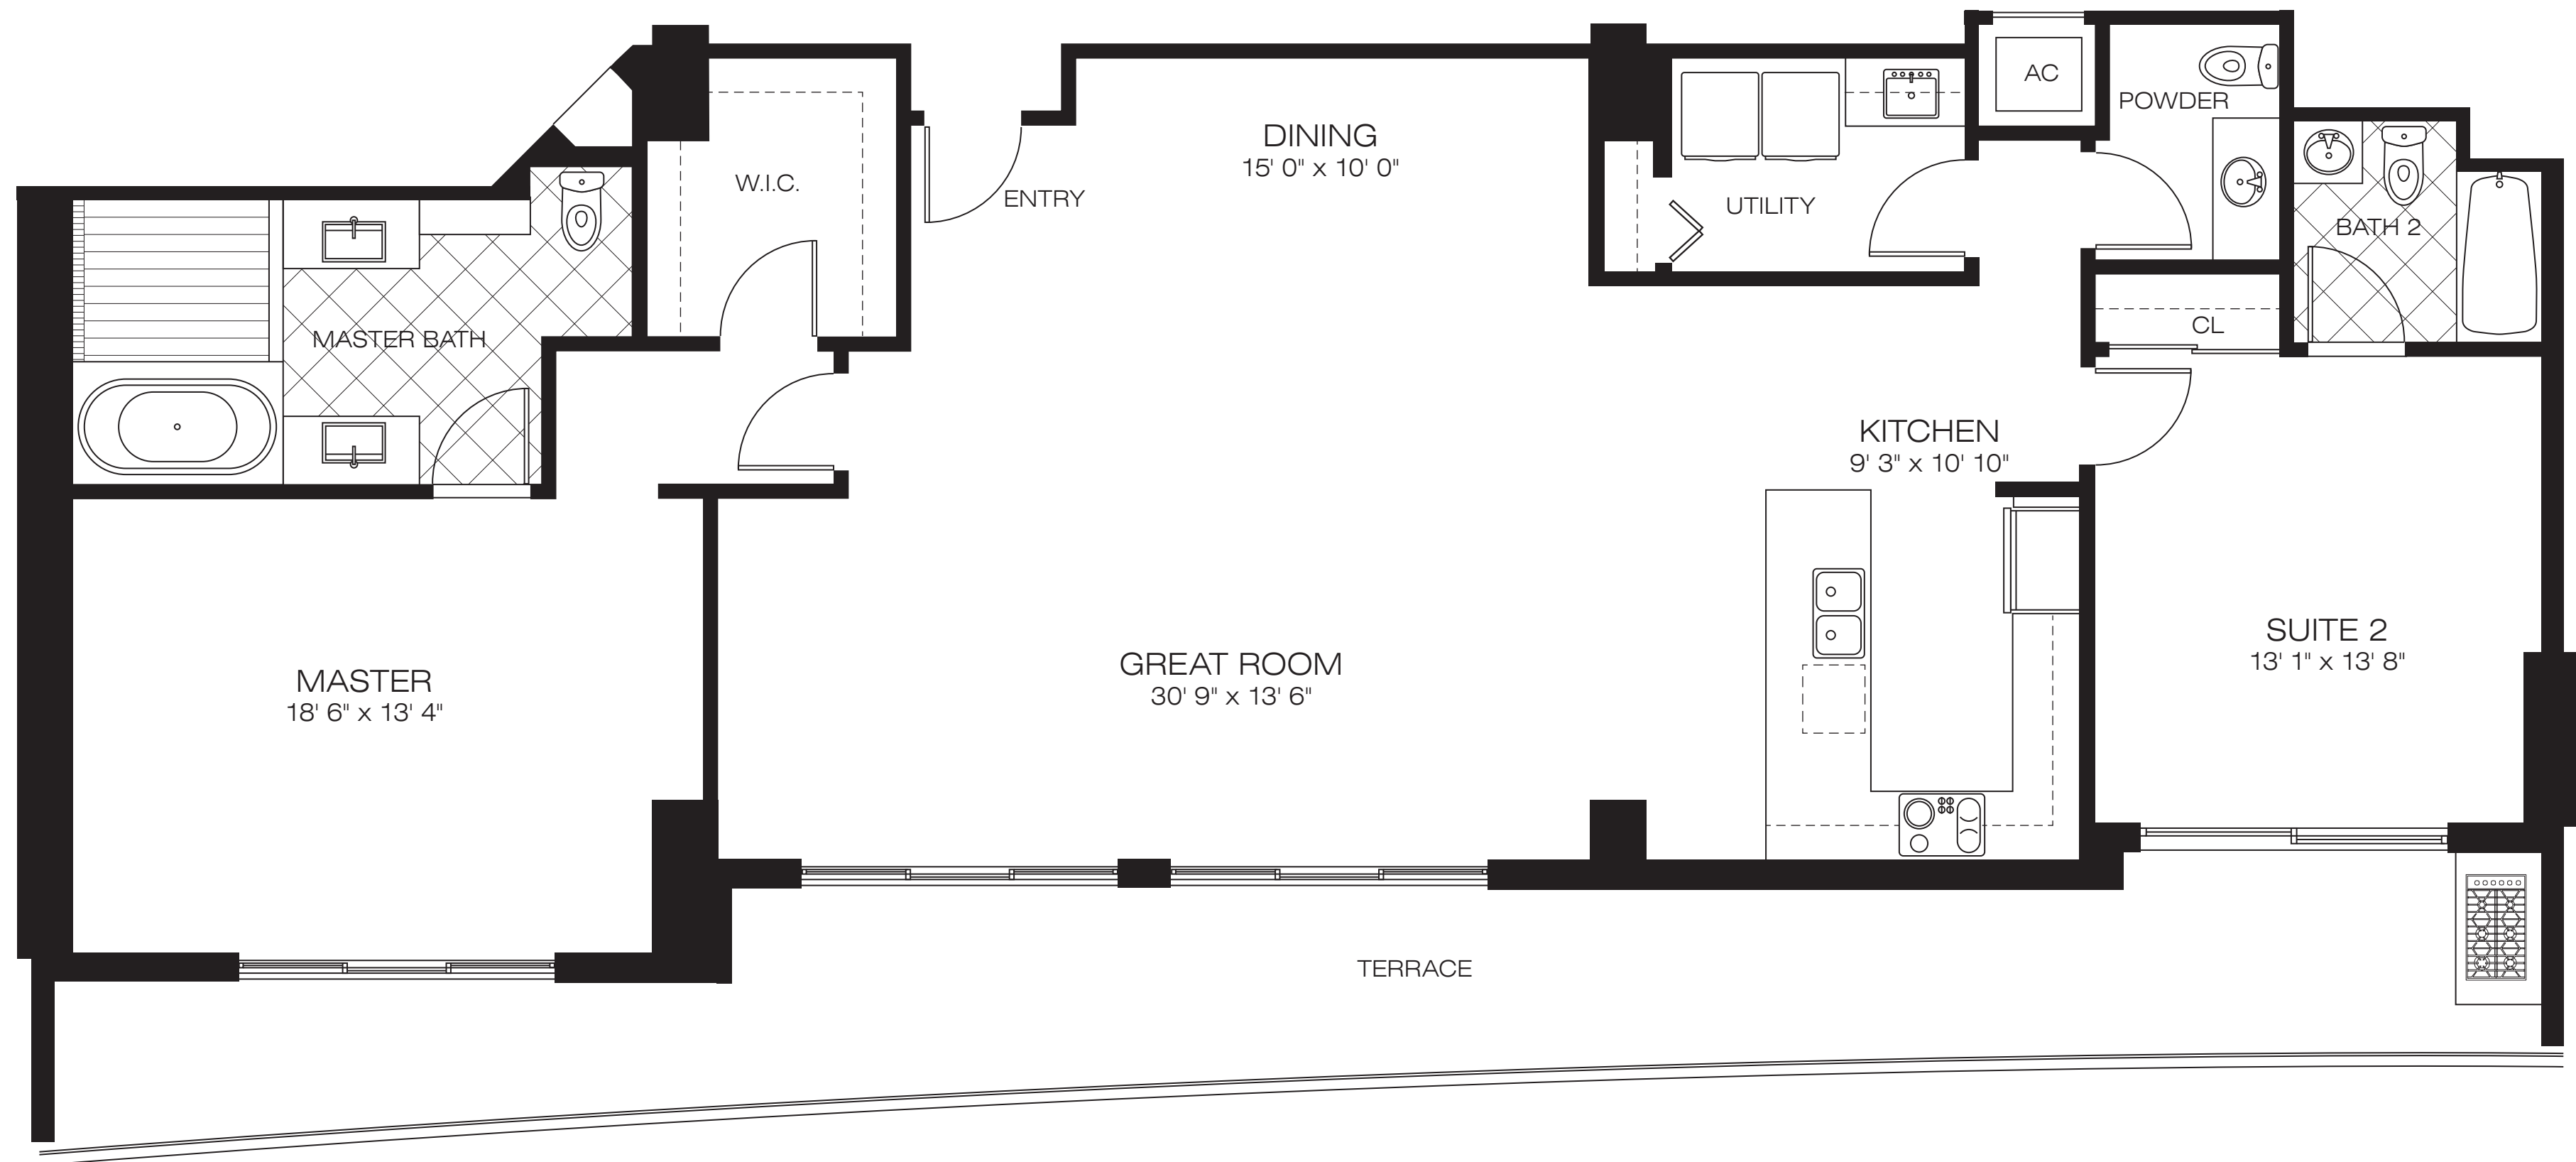 AC
POWDER
DINING
15' 0" x 10' 0"
W.I.C.
ENTRY
UTILITY
BATH 2
MASTER BATH
CL
KITCHEN
9' 3" x 10' 10"
SUITE 2
13' 1" x 13' 8"
GREAT ROOM
30' 9" x 13' 6"
MASTER
18' 6" x 13' 4"
TERRACE